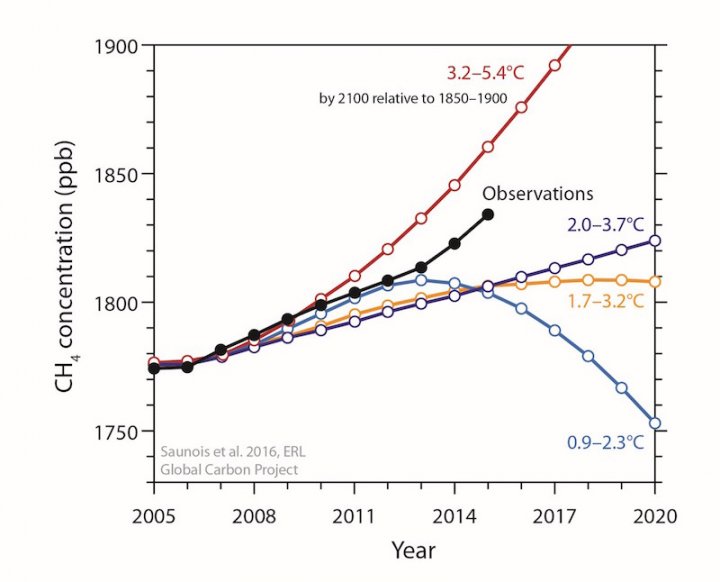 1900
3.2–5.4°C
by 2100 relative to 1850–1900
1850
Observations
2.0–3.7°C
1800
1.7–3.2°C
1750
0.9–2.3°C
CH₄ concentration (ppb)
Saunois et al. 2016, ERL
Global Carbon Project
2005 2008 2011 2014 2017 2020
Year